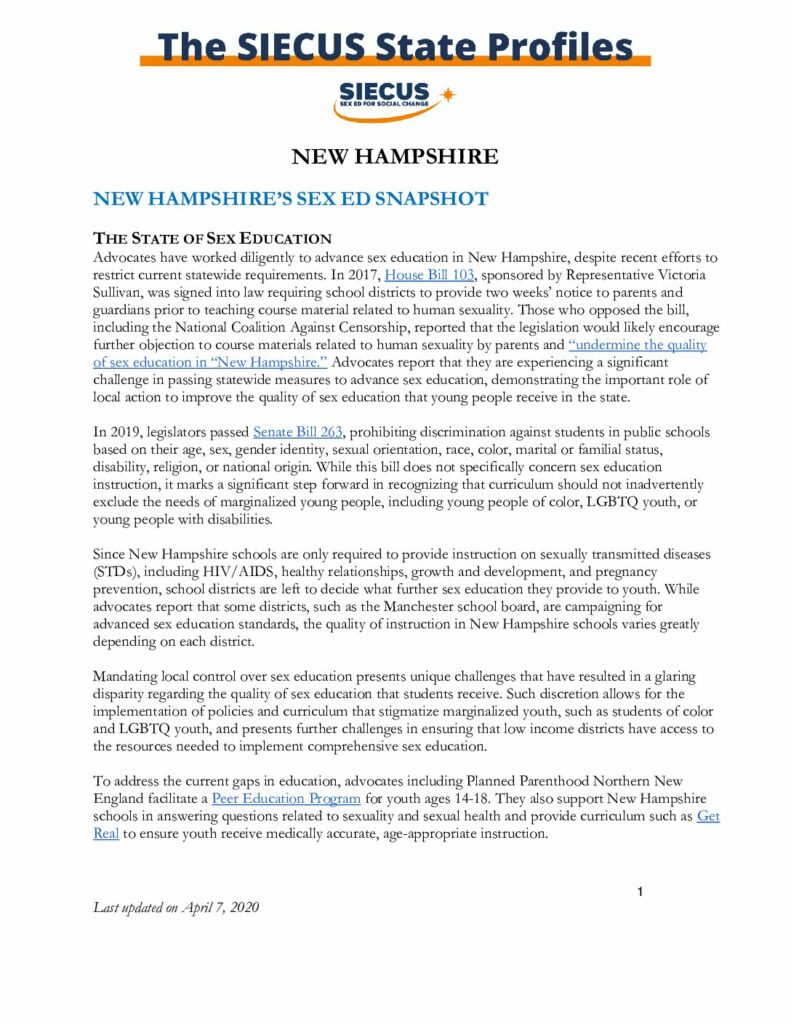 The SIECUS State Profiles
SIECUS
SEX ED FOR SOCIAL CHANGE
NEW HAMPSHIRE
NEW HAMPSHIRE'S SEX ED SNAPSHOT
THE STATE OF SEX EDUCATION
Advocates have worked diligently to advance sex education in New Hampshire, despite recent efforts to
restrict current statewide requirements. In 2017, House Bill 103, sponsored by Representative Victoria
Sullivan, was signed into law requiring school districts to provide two weeks' notice to parents and
guardians prior to teaching course material related to human sexuality. Those who opposed the bill,
including the National Coalition Against Censorship, reported that the legislation would likely encourage
further objection to course materials related to human sexuality by parents and “undermine the quality
of sex education in “New Hampshire.” Advocates report that they are experiencing a significant
challenge in passing statewide measures to advance sex education, demonstrating the important role of
local action to improve the quality of sex education that young people receive in the state.
In 2019, legislators passed Senate Bill 263, prohibiting discrimination against students in public schools
based on their age, sex, gender identity, sexual orientation, race, color, marital or familial status,
disability, religion, or national origin. While this bill does not specifically concern sex education
instruction, it marks a significant step forward in recognizing that curriculum should not inadvertently
exclude the needs of marginalized young people, including young people of color, LGBTQ youth, or
young people with disabilities.
Since New Hampshire schools are only required to provide instruction on sexually transmitted diseases
(STDs), including HIV/AIDS, healthy relationships, growth and development, and pregnancy
prevention, school districts are left to decide what further sex education they provide to youth. While
advocates report that some districts, such as the Manchester school board, are campaigning for
advanced sex education standards, the quality of instruction in New Hampshire schools varies greatly
depending on each district.
Mandating local control over sex education presents unique challenges that have resulted in a glaring
disparity regarding the quality of sex education that students receive. Such discretion allows for the
implementation of policies and curriculum that stigmatize marginalized youth, such as students of color
and LGBTQ youth, and presents further challenges in ensuring that low income districts have access to
the resources needed to implement comprehensive sex education.
To address the current gaps in education, advocates including Planned Parenthood Northern New
England facilitate a Peer Education Program for youth ages 14-18. They also support New Hampshire
schools in answering questions related to sexuality and sexual health and provide curriculum such as Get
Real to ensure youth receive medically accurate, age-appropriate instruction.
1
Last updated on April 7, 2020